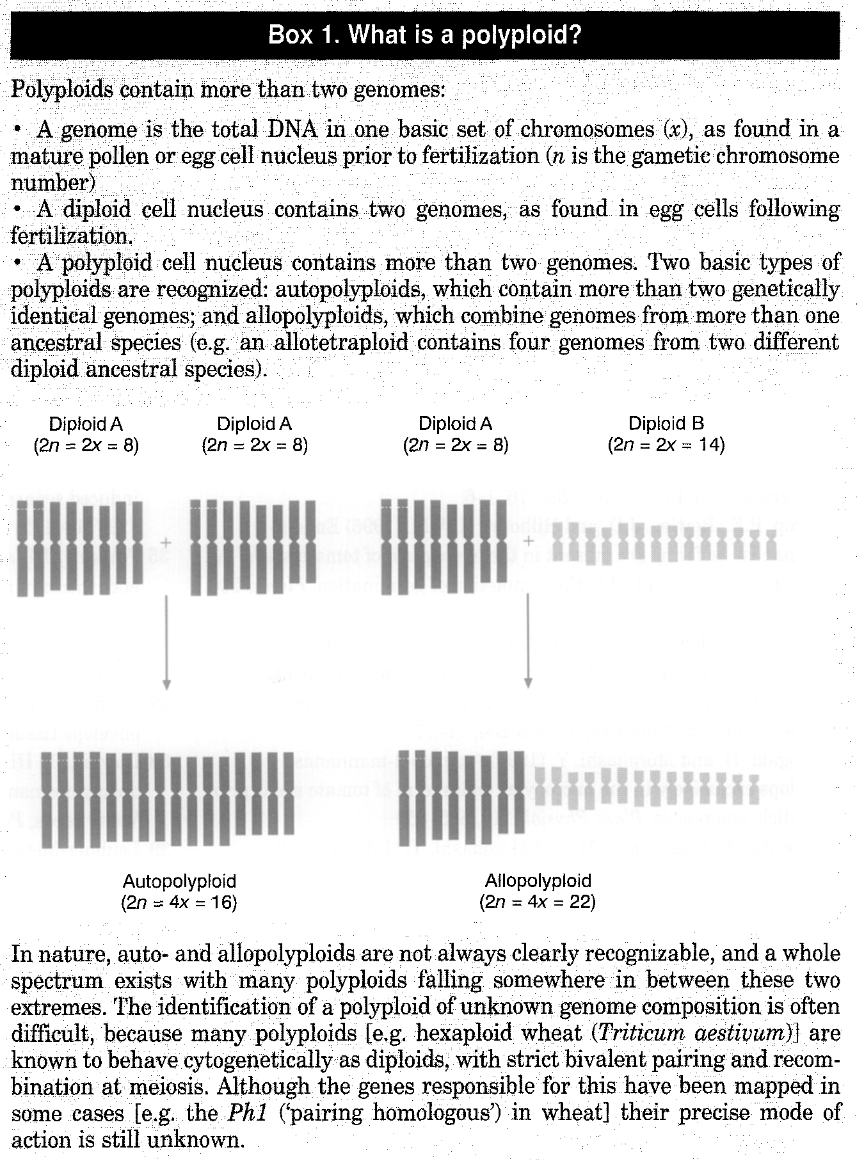 Box 1. What is a polyploid?
Polyploids contain more than two genomes:
• A genome is the total DNA in one basic set of chromosomes (x), as found in a
mature pollen or egg cell nucleus prior to fertilization (n is the gametic chromosome
number)
• A diploid cell nucleus contains two genomes, as found in egg cells following
fertilization.
• A polyploid cell nucleus contains more than two genomes. Two basic types of
polyploids are recognized: autopolyploids, which contain more than two genetically
identical genomes; and allopolyploids, which combine genomes from more than one
ancestral species (e.g. an allotetraploid contains four genomes from two different
diploid ancestral species).
Diploid A Diploid A Diploid A Diploid B
(2n = 2x = 8) (2n = 2x = 8) (2n = 2x = 8) (2n = 2x = 14)
+ +
Autopolyploid Allopolyploid
(2n = 4x = 16) (2n = 4x = 22)
In nature, auto- and allopolyploids are not always clearly recognizable, and a whole
spectrum exists with many polyploids falling somewhere in between these two
extremes. The identification of a polyploid of unknown genome composition is often
difficult, because many polyploids [e.g. hexaploid wheat (Triticum aestivum)] are
known to behave cytogenetically as diploids, with strict bivalent pairing and recom-
bination at meiosis. Although the genes responsible for this have been mapped in
some cases [e.g. the Ph1 (‘pairing homologous’) in wheat] their precise mode of
action is still unknown.